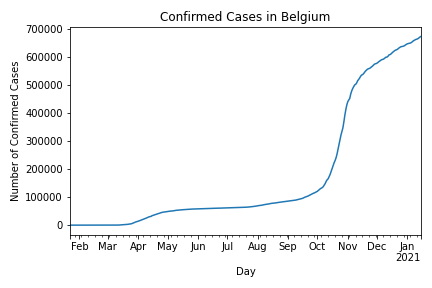 Confirmed Cases in Belgium
Number of Confirmed Cases
700000
600000
500000
400000
300000
200000
100000
0
Feb Mar Apr May Jun Jul Aug Sep Oct Nov Dec Jan
2021
Day